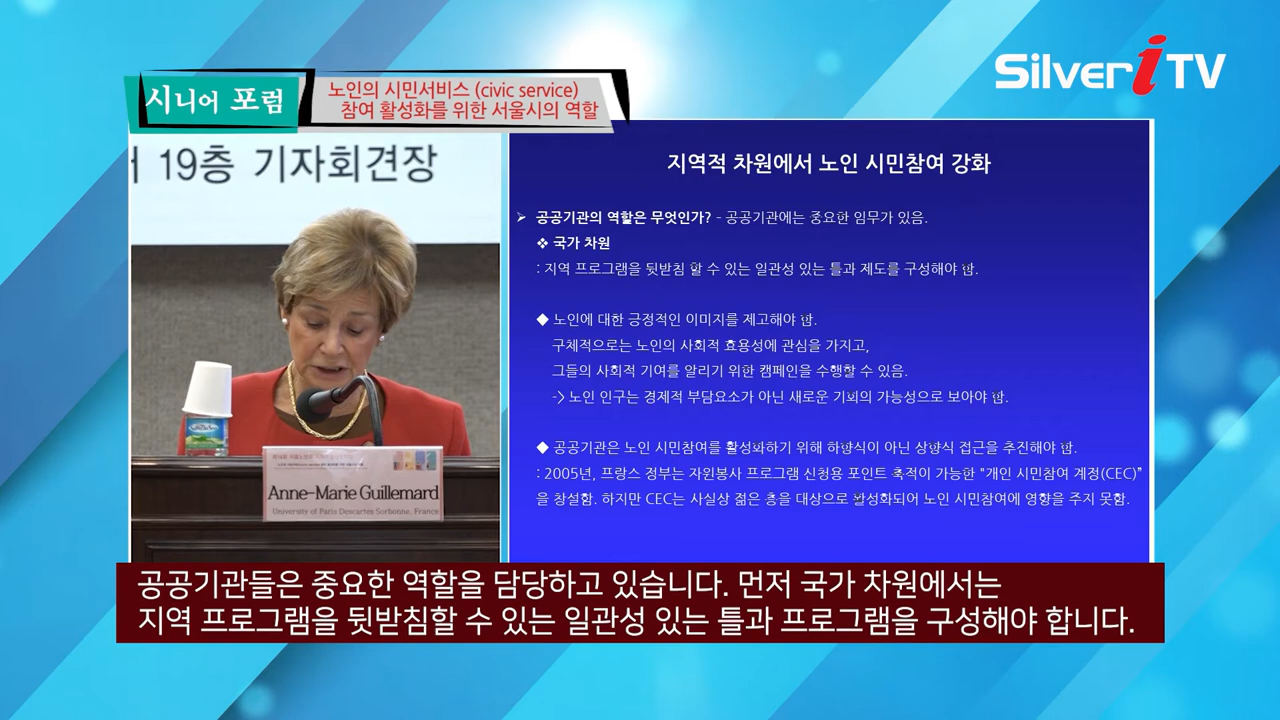 Silver i TV
시니어 포럼
노인의 시민서비스 (civic service)
참여 활성화를 위한 서울시의 역할
19층 기자회견장
Anne-Marie Guillemard
University of Paris Descartes Sorbonne, France
지역적 차원에서 노인 시민참여 강화
➢ 공공기관의 역할은 무엇인가? - 공공기관에는 중요한 임무가 있음.
❖ 국가 차원
: 지역 프로그램을 뒷받침 할 수 있는 일관성 있는 틀과 제도를 구성해야 함.
◆ 노인에 대한 긍정적인 이미지를 제고해야 함.
구체적으로는 노인의 사회적 효용성에 관심을 가지고,
그들의 사회적 기여를 알리기 위한 캠페인을 수행할 수 있음.
-> 노인 인구는 경제적 부담요소가 아닌 새로운 기회의 가능성으로 보아야 함.
◆ 공공기관은 노인 시민참여를 활성화하기 위해 하향식이 아닌 상향식 접근을 추진해야 함.
: 2005년, 프랑스 정부는 자원봉사 프로그램 신청용 포인트 축적이 가능한 "개인 시민참여 계정(CEC)"
을 창설함. 하지만 CEC는 사실상 젊은 층을 대상으로 활성화되어 노인 시민참여에 영향을 주지 못함.
공공기관들은 중요한 역할을 담당하고 있습니다. 먼저 국가 차원에서는
지역 프로그램을 뒷받침할 수 있는 일관성 있는 틀과 프로그램을 구성해야 합니다.